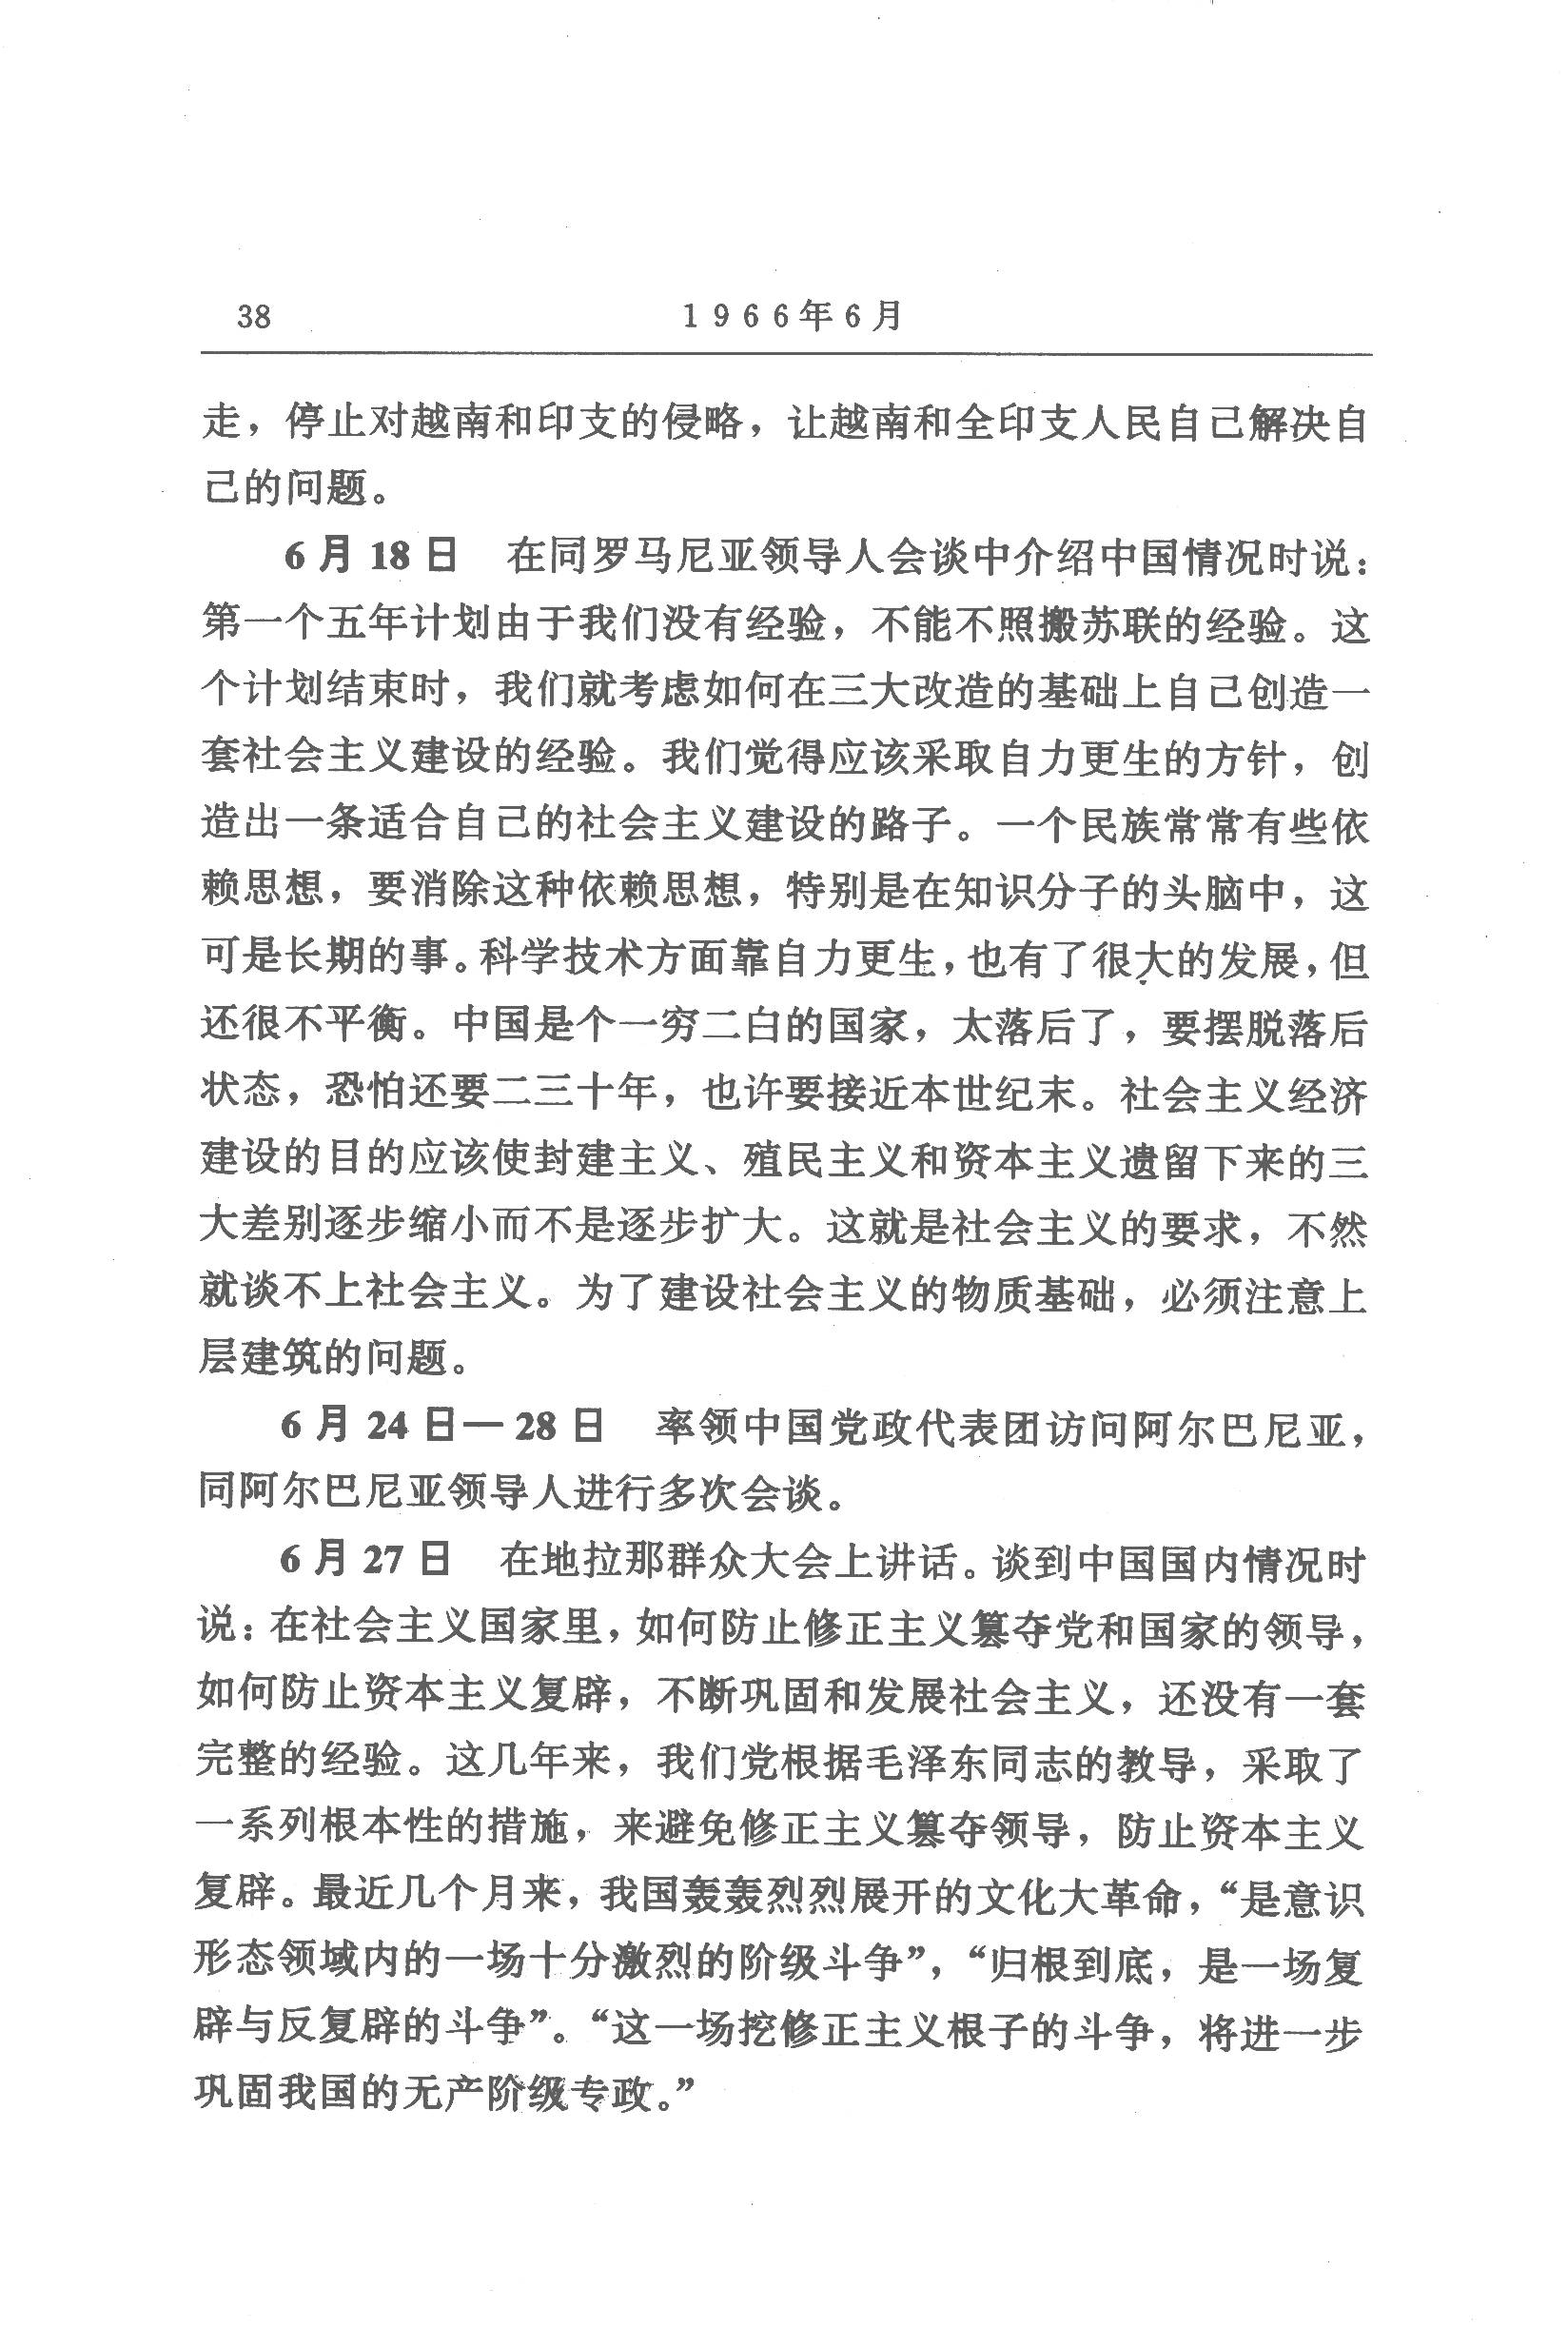 38 1966年6月
走，停止对越南和印支的侵略，让越南和全印支人民自己解决自
己的问题。
6月18日 在同罗马尼亚领导人会谈中介绍中国情况时说：
第一个五年计划由于我们没有经验，不能不照搬苏联的经验。这
个计划结束时，我们就考虑如何在三大改造的基础上自己创造一
套社会主义建设的经验。我们觉得应该采取自力更生的方针，创
造出一条适合自己的社会主义建设的路子。一个民族常常有些依
赖思想，要消除这种依赖思想，特别是在知识分子的头脑中，这
可是长期的事。科学技术方面靠自力更生，也有了很大的发展，但
还很不平衡。中国是个一穷二白的国家，太落后了，要摆脱落后
状态，恐怕还要二三十年，也许要接近本世纪末。社会主义经济
建设的目的应该使封建主义、殖民主义和资本主义遗留下来的三
大差别逐步缩小而不是逐步扩大。这就是社会主义的要求，不然
就谈不上社会主义。为了建设社会主义的物质基础，必须注意上
层建筑的问题。
6月24日—28日 率领中国党政代表团访问阿尔巴尼亚，
同阿尔巴尼亚领导人进行多次会谈。
6月27日 在地拉那群众大会上讲话。谈到中国国内情况时
说：在社会主义国家里，如何防止修正主义篡夺党和国家的领导，
如何防止资本主义复辟，不断巩固和发展社会主义，还没有一套
完整的经验。这几年来，我们党根据毛泽东同志的教导，采取了
一系列根本性的措施，来避免修正主义篡夺领导，防止资本主义
复辟。最近几个月来，我国轰轰烈烈展开的文化大革命，“是意识
形态领域内的一场十分激烈的阶级斗争”，“归根到底，是一场复
辟与反复辟的斗争”。“这一场挖修正主义根子的斗争，将进一步
巩固我国的无产阶级专政。”